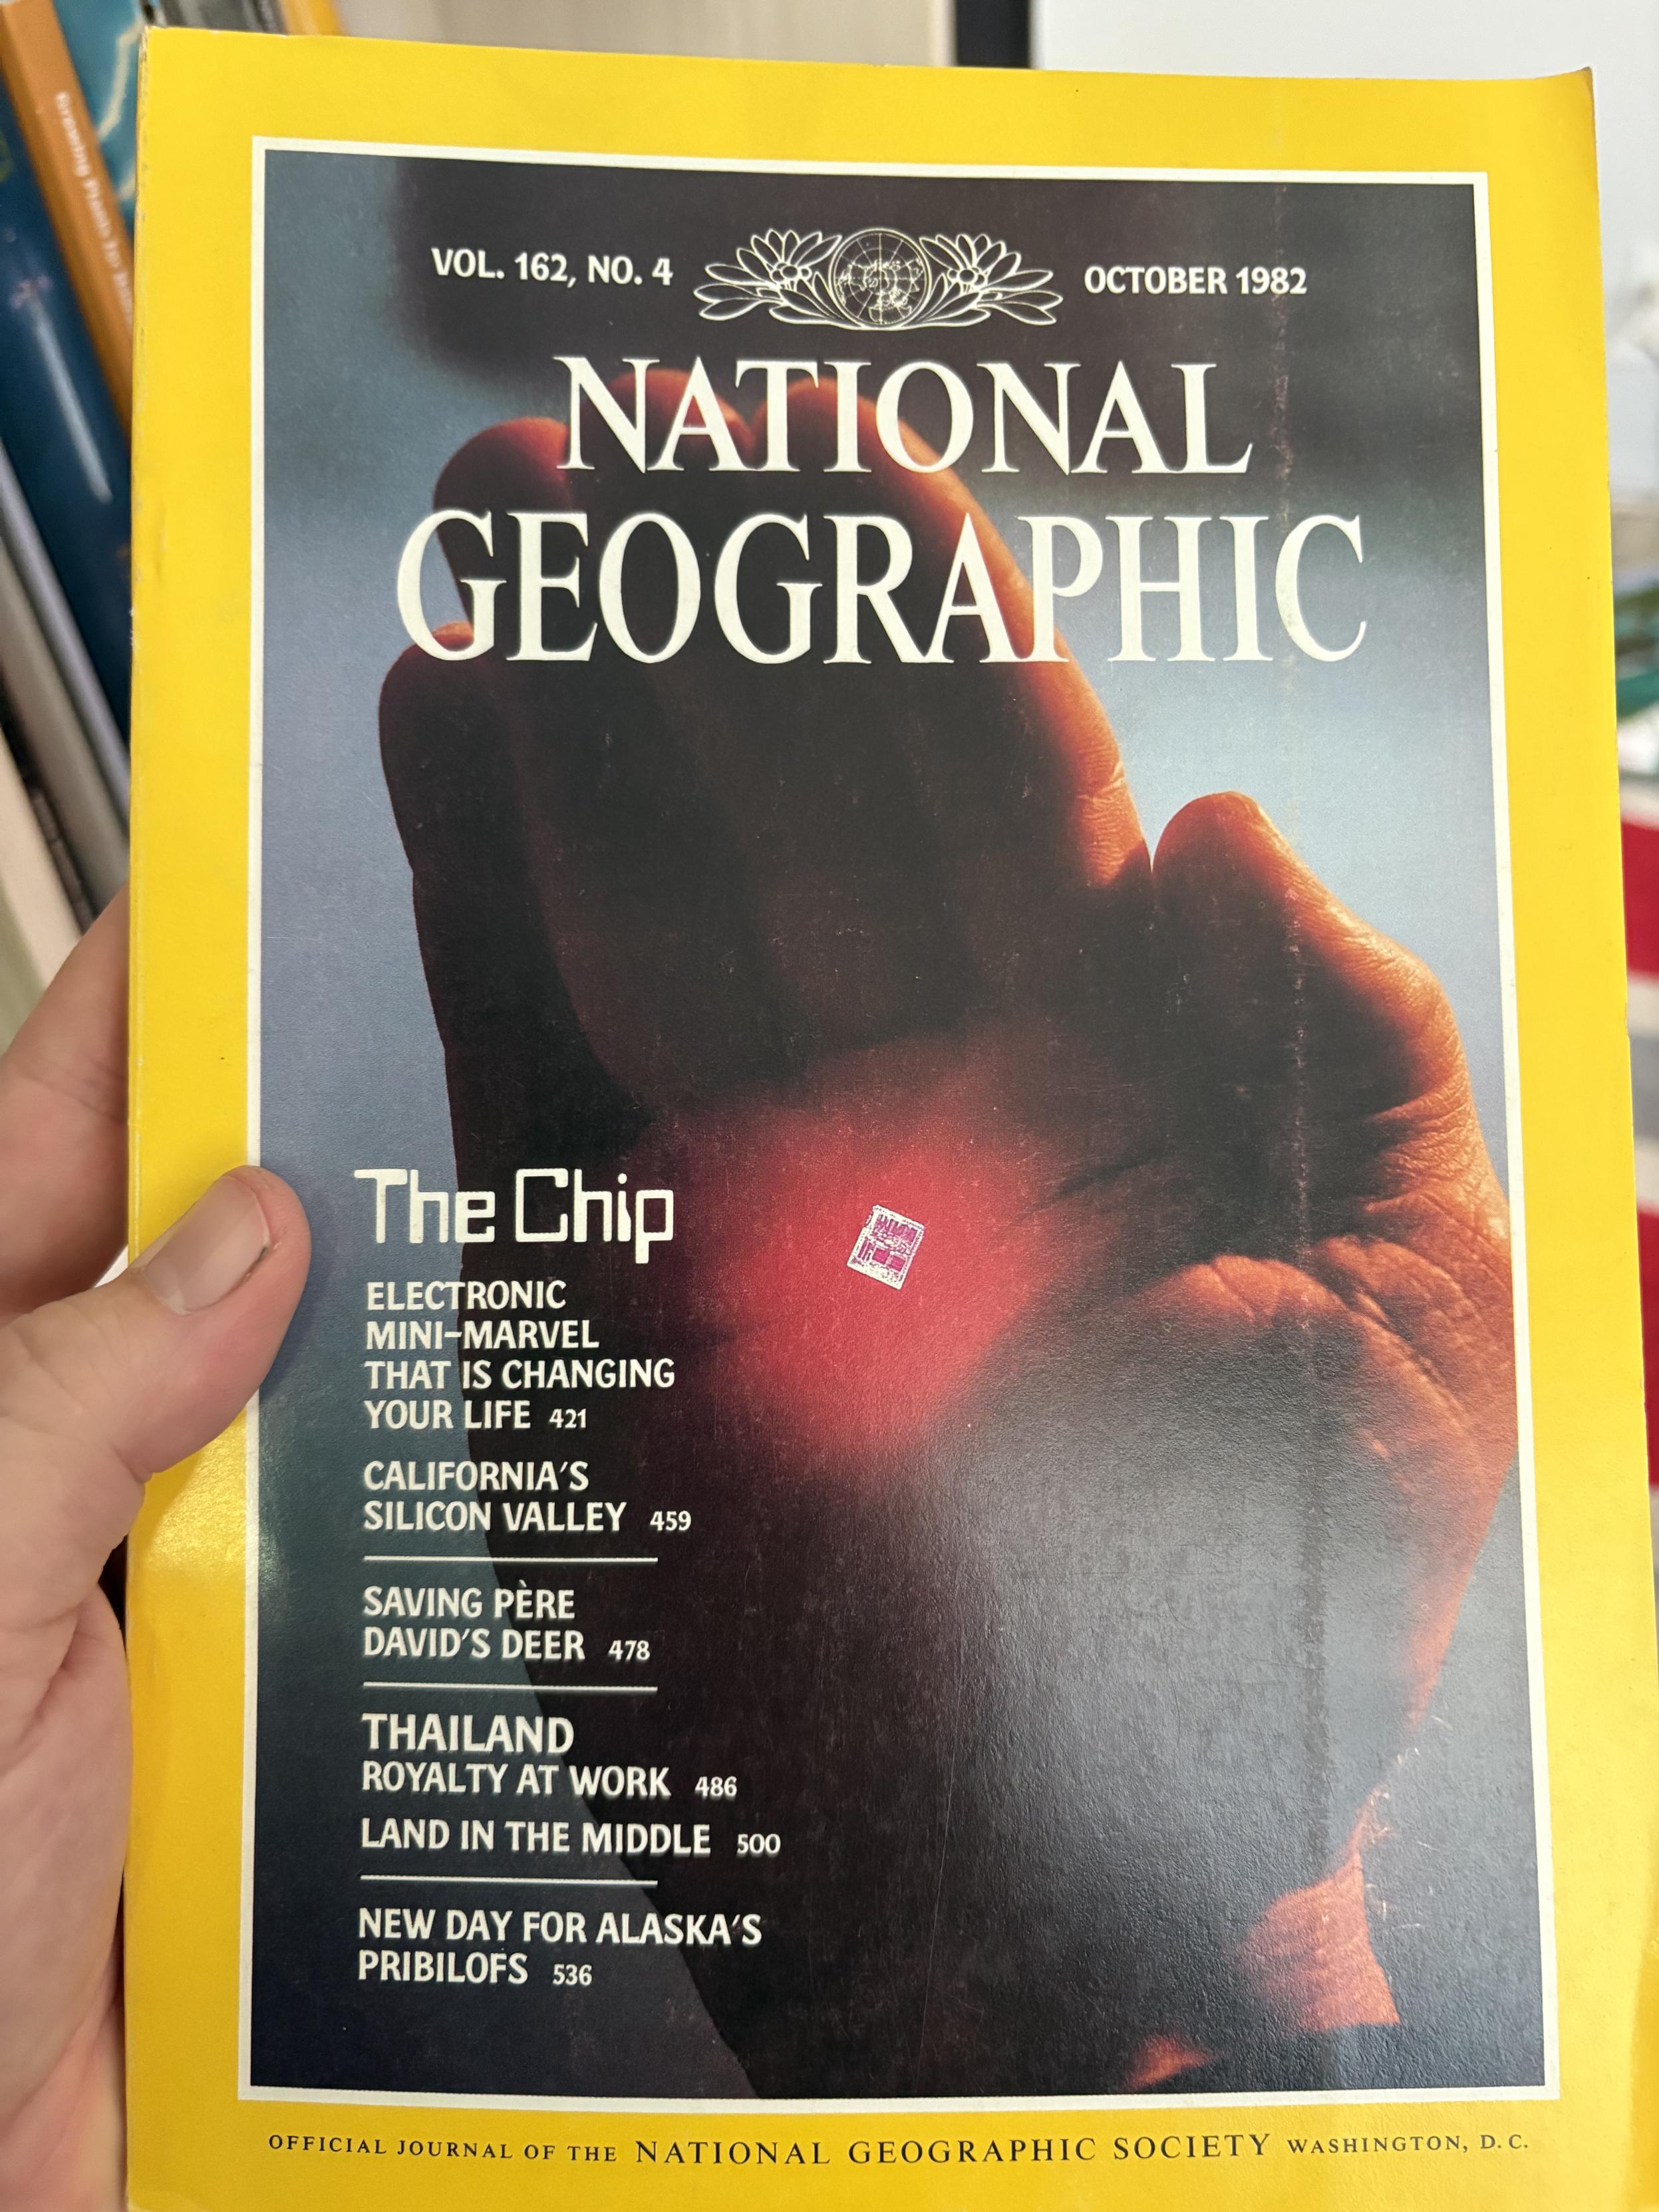 VOL. 162, NO. 4
OCTOBER 1982
NATIONAL
GEOGRAPHIC
The Chip
ELECTRONIC
MINI-MARVEL
THAT IS CHANGING
YOUR LIFE 421
CALIFORNIA'S
SILICON VALLEY 459
SAVING PÈRE
DAVID'S DEER 478
THAILAND
ROYALTY AT WORK 486
LAND IN THE MIDDLE 500
NEW DAY FOR ALASKA'S
PRIBILOFS 536
OFFICIAL JOURNAL OF THE NATIONAL GEOGRAPHIC SOCIETY WASHINGTON, D.C.